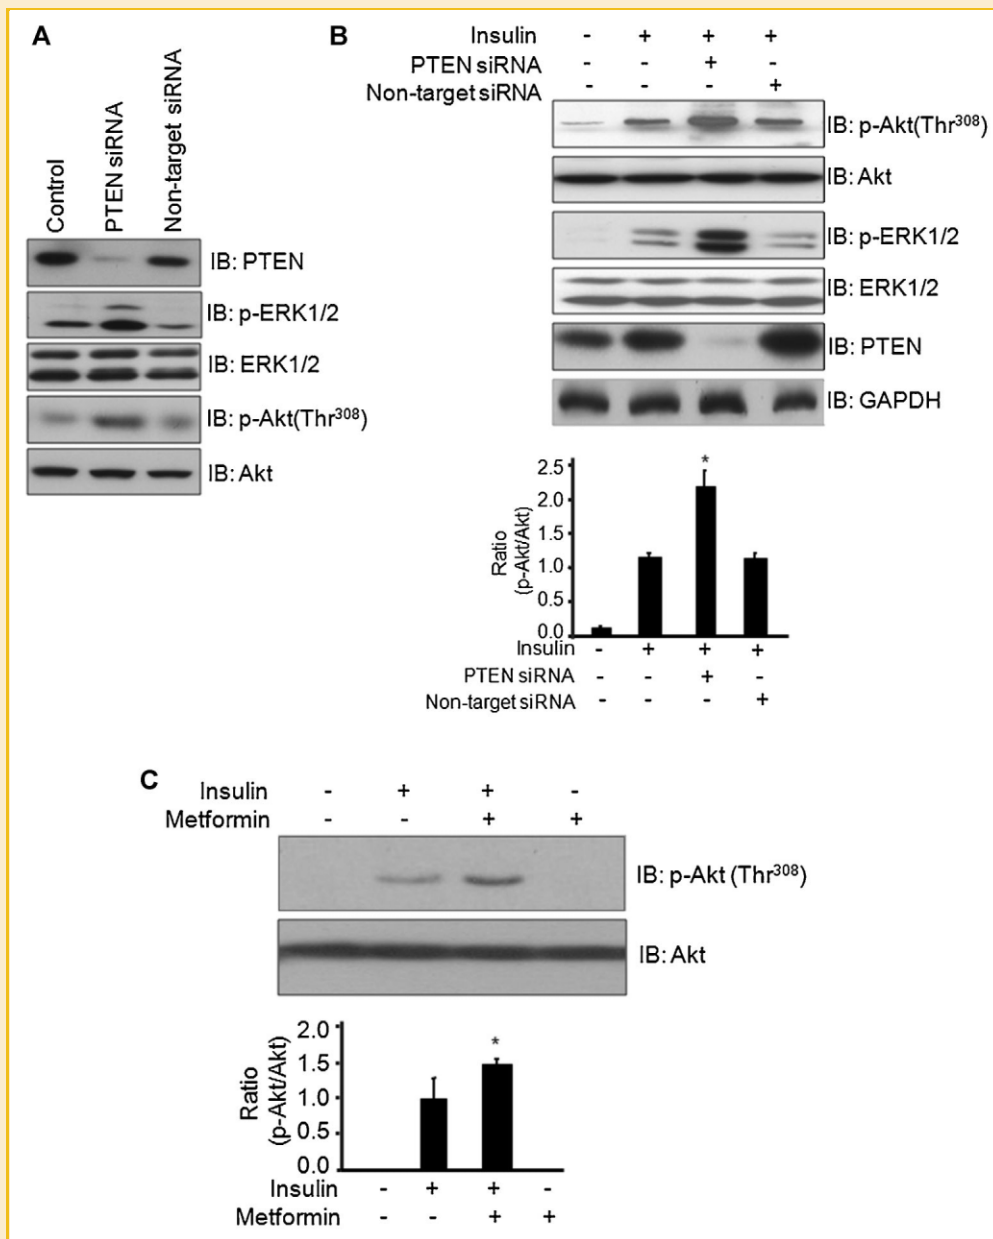 A
Control
PTEN siRNA
Non-target siRNA
IB: PTEN
IB: p-ERK1/2
IB: ERK1/2
IB: p-Akt(Thr308)
IB: Akt
B
Insulin - + + +
PTEN siRNA - - + -
Non-target siRNA - - - +
IB: p-Akt(Thr308)
IB: Akt
IB: p-ERK1/2
IB: ERK1/2
IB: PTEN
IB: GAPDH
Ratio
(p-Akt/Akt)
2.5
2.0
1.5
1.0
0.5
0.0
*
Insulin - + + +
PTEN siRNA - - + -
Non-target siRNA - - - +
C
Insulin - + + -
Metformin - - + +
IB: p-Akt (Thr308)
IB: Akt
Ratio
(p-Akt/Akt)
2.0
1.5
1.0
0.5
0.0
*
Insulin - + + -
Metformin - - + +